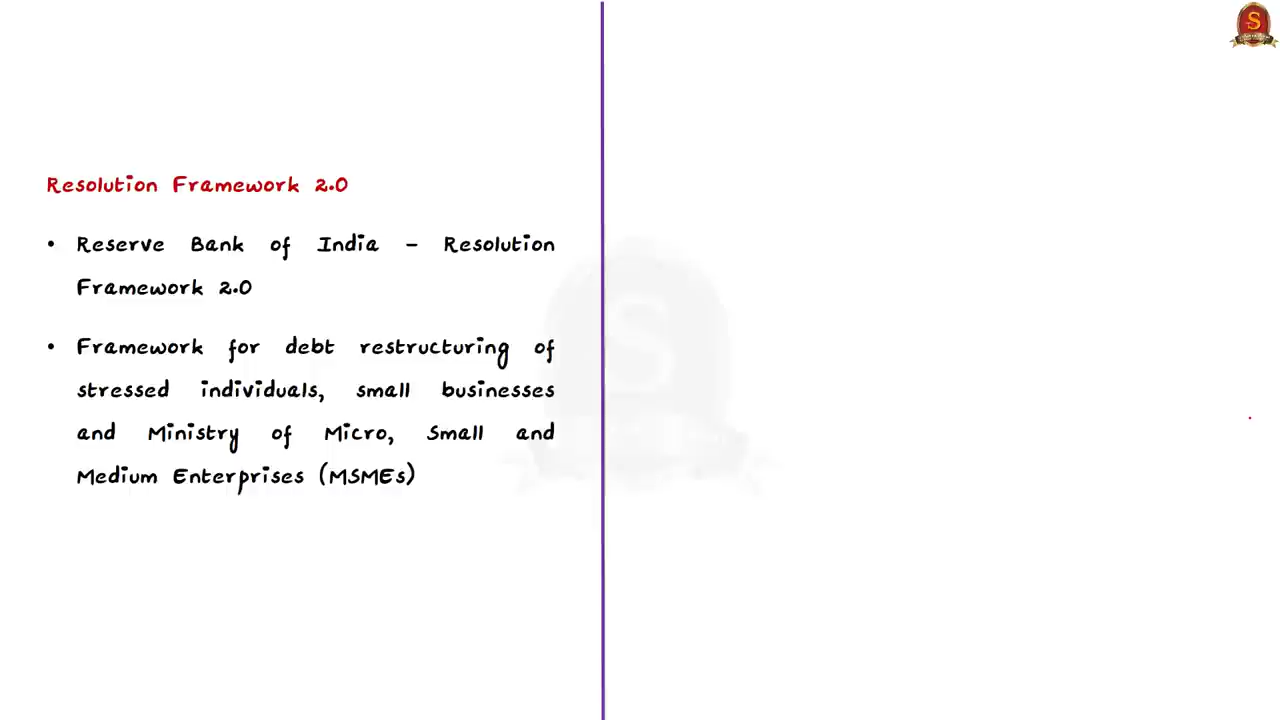 Resolution Framework 2.0
• Reserve Bank of India - Resolution
Framework 2.0
• Framework for debt restructuring of
stressed individuals, small businesses
and Ministry of Micro, Small and
Medium Enterprises (MSMEs)
S
S